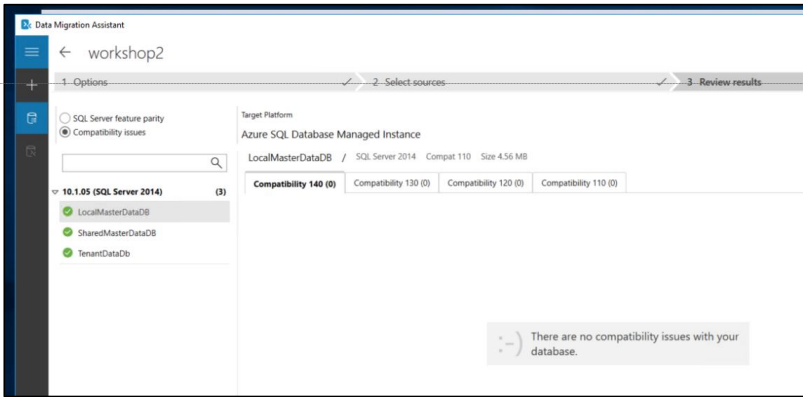 Data Migration Assistant
workshop2
1 Options
2 Select sources
3 Review results
SQL Server feature parity
Compatibility issues
Target Platform
Azure SQL Database Managed Instance
LocalMasterDataDB / SQL Server 2014 Compat 110 Size 4.56 MB
Compatibility 140 (0) Compatibility 130 (0) Compatibility 120 (0) Compatibility 110 (0)
10.1.05 (SQL Server 2014) (3)
LocalMasterDataDB
SharedMasterDataDB
TenantDataDb
:-) There are no compatibility issues with your
database.